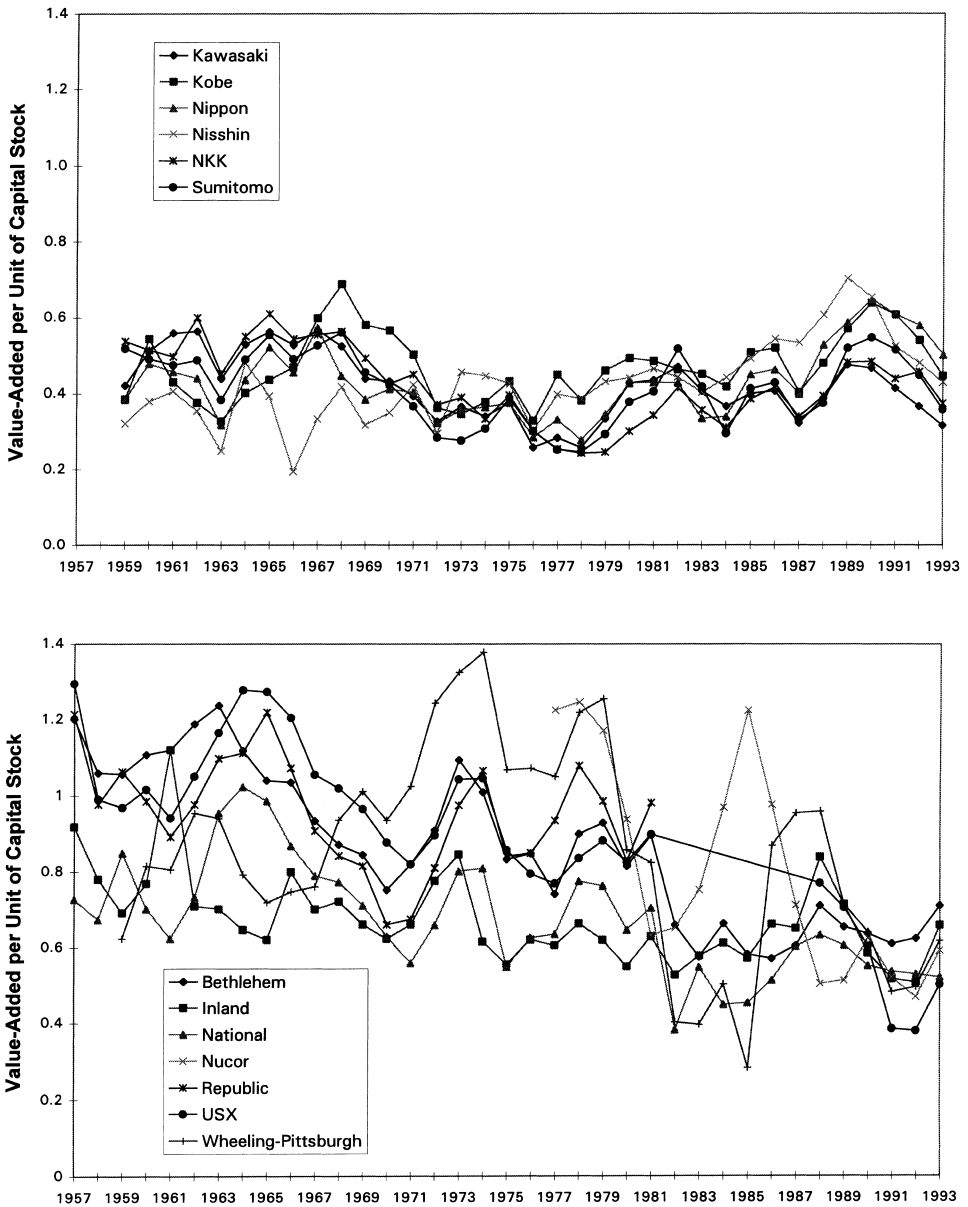 Value-Added per Unit of Capital Stock
1.4
1.2
1.0
0.8
0.6
0.4
0.2
0.0
Kawasaki
Kobe
Nippon
Nisshin
NKK
Sumitomo
1957 1959 1961 1963 1965 1967 1969 1971 1973 1975 1977 1979 1981 1983 1985 1987 1989 1991 1993
Value-Added per Unit of Capital Stock
1.4
1.2
1
0.8
0.6
0.4
0.2
0
Bethlehem
Inland
National
Nucor
Republic
USX
Wheeling-Pittsburgh
1957 1959 1961 1963 1965 1967 1969 1971 1973 1975 1977 1979 1981 1983 1985 1987 1989 1991 1993